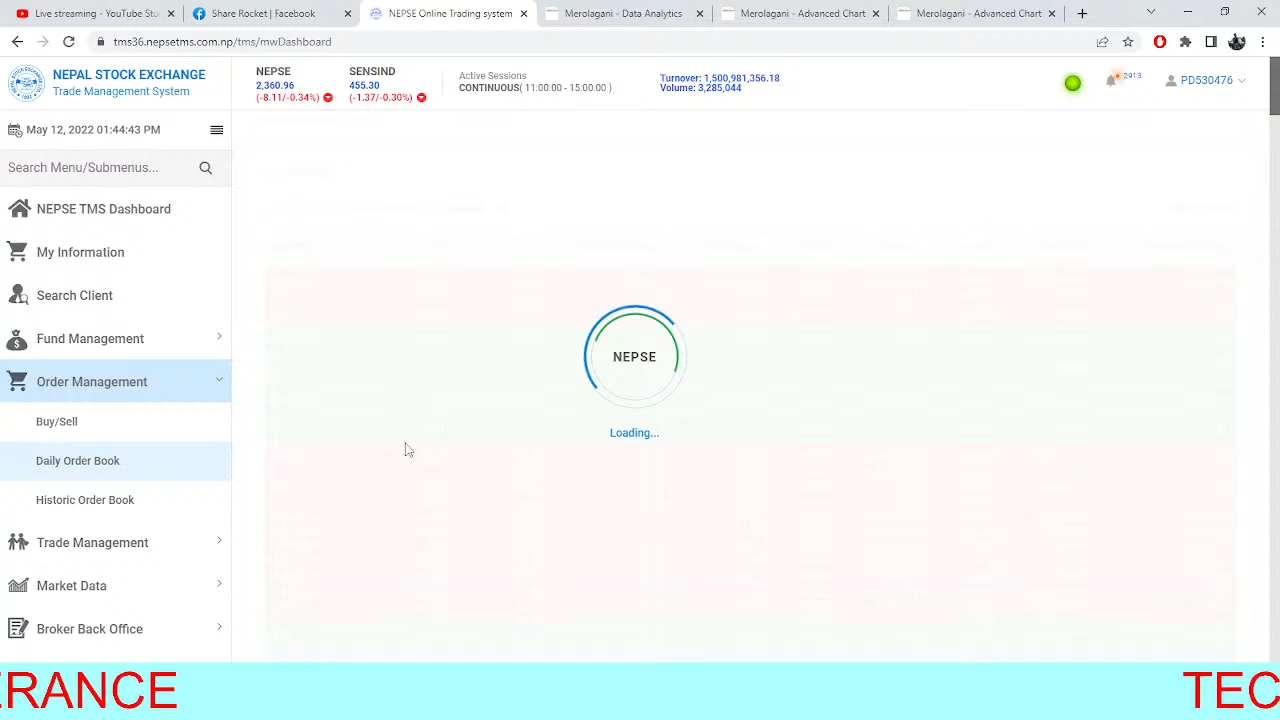 Live streaming - YouTube Stu
Share Rocket | Facebook
NEPSE Online Trading system
Merolagani - Data Analytics
Merolagani - Advanced Chart
Merolagani - Advanced Chart
tms36.nepsetms.com.np/tms/mwDashboard
NEPAL STOCK EXCHANGE
Trade Management System
NEPSE
2,360.96
(-8.11/-0.34%)
SENSIND
455.30
(-1.37/-0.30%)
Active Sessions
CONTINUOUS( 11:00:00 - 15:00:00 )
Turnover: 1,500,981,356.18
Volume: 3,285,044
2913
PD530476
May 12, 2022 01:44:43 PM
Search Menu/Submenus...
NEPSE TMS Dashboard
My Information
Search Client
Fund Management
Order Management
Buy/Sell
Daily Order Book
Historic Order Book
Trade Management
Market Data
Broker Back Office
NEPSE
Loading...
ERANCE
TEC